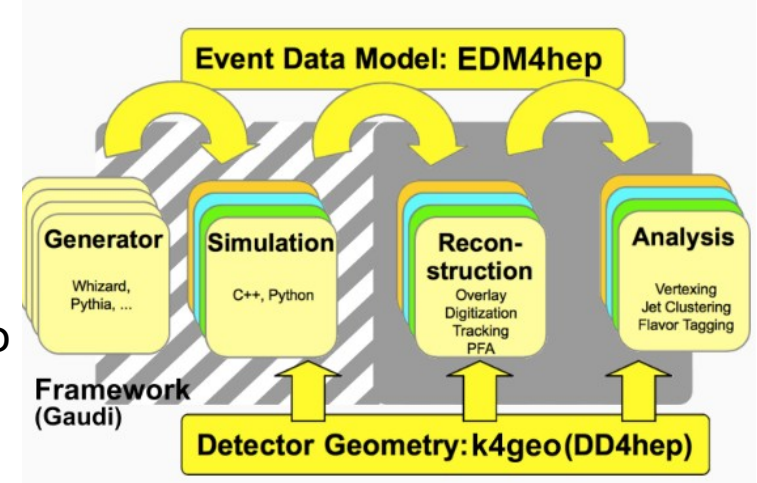 Event Data Model: EDM4hep
Generator
Whizard,
Pythia, ...
Simulation
C++, Python
Recon-
struction
Overlay
Digitization
Tracking
PFA
Analysis
Vertexing
Jet Clustering
Flavor Tagging
Framework
(Gaudi)
Detector Geometry: k4geo (DD4hep)